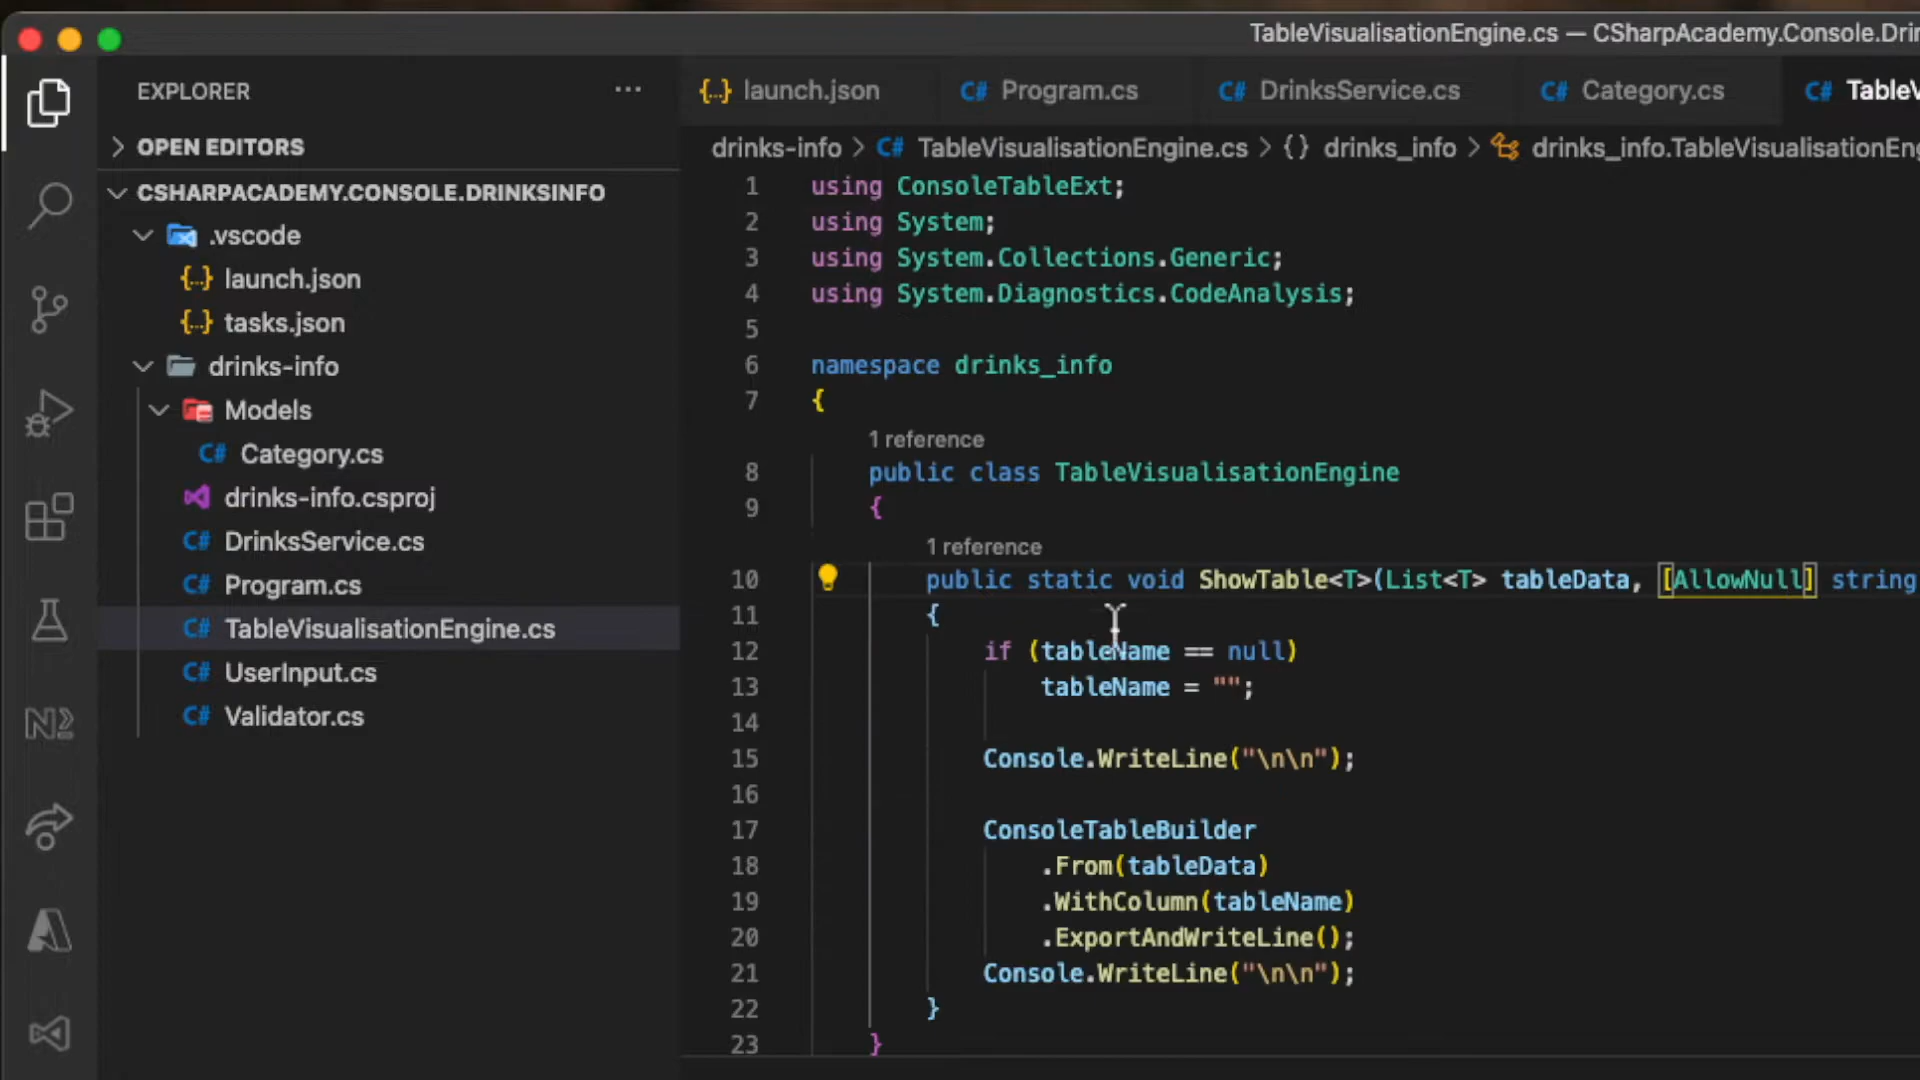 TableVisualisationEngine.cs — CSharpAcademy.Console.Drin
EXPLORER
OPEN EDITORS
CSHARPACADEMY.CONSOLE.DRINKSINFO
.vscode
{..} launch.json
{..} tasks.json
drinks-info
Models
C# Category.cs
drinks-info.csproj
C# DrinksService.cs
C# Program.cs
C# TableVisualisationEngine.cs
C# UserInput.cs
C# Validator.cs
{..} launch.json C# Program.cs C# DrinksService.cs C# Category.cs C# TableV
drinks-info > C# TableVisualisationEngine.cs > {} drinks_info > drinks_info.TableVisualisationEng
1 using ConsoleTableExt;
2 using System;
3 using System.Collections.Generic;
4 using System.Diagnostics.CodeAnalysis;
5
6 namespace drinks_info
7 {
1 reference
8 public class TableVisualisationEngine
9 {
1 reference
10 public static void ShowTable<T>(List<T> tableData, [AllowNull] string
11 {
12 if (tableName == null)
13 tableName = "";
14
15 Console.WriteLine("\n\n");
16
17 ConsoleTableBuilder
18 .From(tableData)
19 .WithColumn(tableName)
20 .ExportAndWriteLine();
21 Console.WriteLine("\n\n");
22 }
23 }